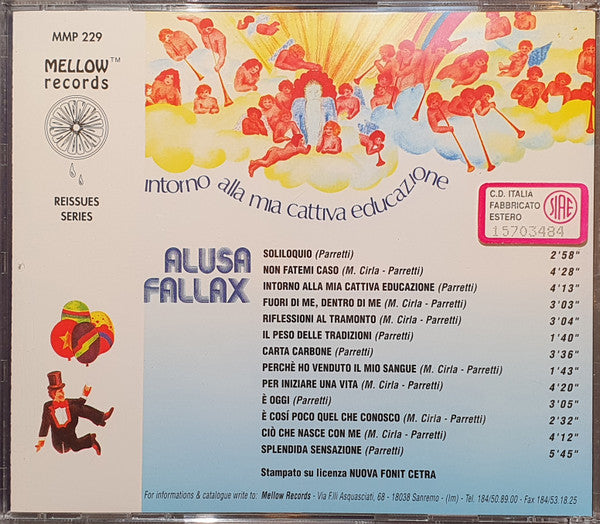 MMP 229
MELLOW™
records
REISSUES
SERIES
intorno alla mia cattiva educazione
C.D. ITALIA
FABBRICATO
ESTERO
SIAE
15703484
ALUSA
FALLAX
SOLILOQUIO (Parretti) 2'58"
NON FATEMI CASO (M. Cirla - Parretti) 4'28"
INTORNO ALLA MIA CATTIVA EDUCAZIONE (Parretti) 4'13"
FUORI DI ME, DENTRO DI ME (M. Cirla - Parretti) 3'03"
RIFLESSIONI AL TRAMONTO (M. Cirla - Parretti) 3'04"
IL PESO DELLE TRADIZIONI (Parretti) 1'40"
CARTA CARBONE (Parretti) 3'36"
PERCHÈ HO VENDUTO IL MIO SANGUE (M. Cirla - Parretti) 1'43"
PER INIZIARE UNA VITA (M. Cirla - Parretti) 4'20"
È OGGI (Parretti) 3'05"
È COSÍ POCO QUEL CHE CONOSCO (M. Cirla - Parretti) 2'32"
CIÒ CHE NASCE CON ME (M. Cirla - Parretti) 4'12"
SPLENDIDA SENSAZIONE (Parretti) 5'45"
Stampato su licenza NUOVA FONIT CETRA
For informations & catalogue write to: Mellow Records - Via F.lli Asquasciati, 68 - 18038 Sanremo - (Im) - Tel. 184/50.89.00 - Fax 184/53.18.25